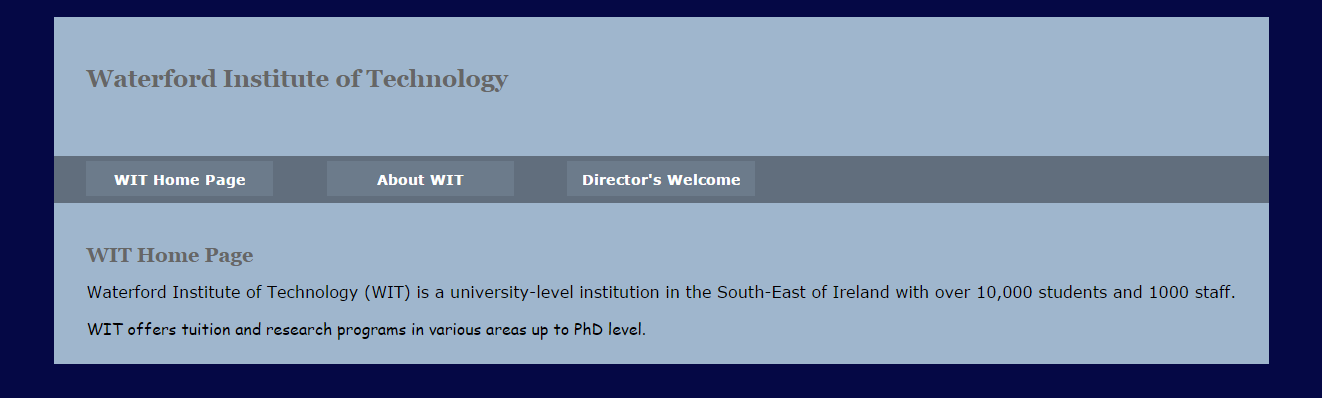 Waterford Institute of Technology
WIT Home Page About WIT Director's Welcome
WIT Home Page
Waterford Institute of Technology (WIT) is a university-level institution in the South-East of Ireland with over 10,000 students and 1000 staff.
WIT offers tuition and research programs in various areas up to PhD level.